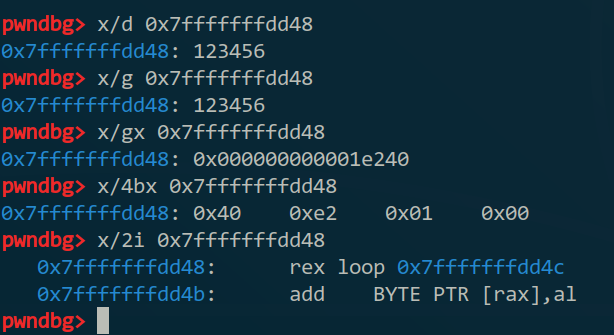 pwndbg> x/d 0x7fffffffdd48
0x7fffffffdd48: 123456
pwndbg> x/g 0x7fffffffdd48
0x7fffffffdd48: 123456
pwndbg> x/gx 0x7fffffffdd48
0x7fffffffdd48: 0x000000000001e240
pwndbg> x/4bx 0x7fffffffdd48
0x7fffffffdd48: 0x40    0xe2    0x01    0x00
pwndbg> x/2i 0x7fffffffdd48
   0x7fffffffdd48:      rex loop 0x7fffffffdd4c
   0x7fffffffdd4b:      add    BYTE PTR [rax],al
pwndbg>